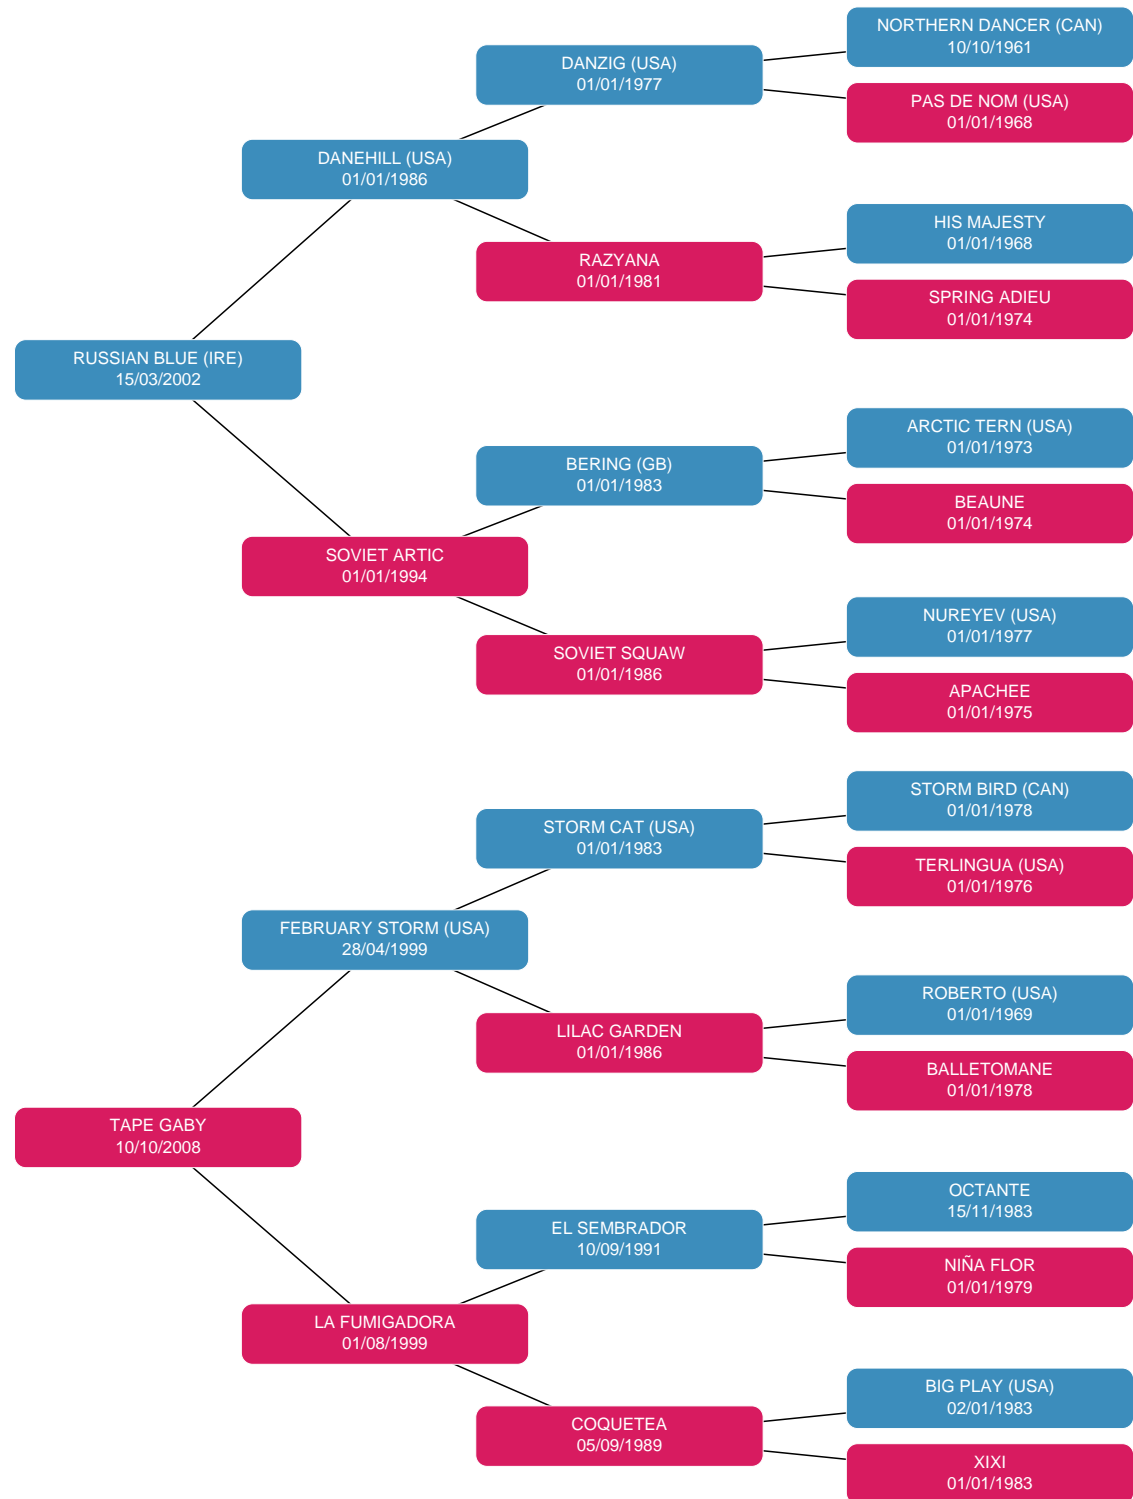 NORTHERN DANCER (CAN)
10/10/1961
DANZIG (USA)
01/01/1977
PAS DE NOM (USA)
01/01/1968
DANEHILL (USA)
01/01/1986
HIS MAJESTY
01/01/1968
RAZYANA
01/01/1981
SPRING ADIEU
01/01/1974
RUSSIAN BLUE (IRE)
15/03/2002
ARCTIC TERN (USA)
01/01/1973
BERING (GB)
01/01/1983
BEAUNE
01/01/1974
SOVIET ARTIC
01/01/1994
NUREYEV (USA)
01/01/1977
SOVIET SQUAW
01/01/1986
APACHEE
01/01/1975
STORM BIRD (CAN)
01/01/1978
STORM CAT (USA)
01/01/1983
TERLINGUA (USA)
01/01/1976
FEBRUARY STORM (USA)
28/04/1999
ROBERTO (USA)
01/01/1969
LILAC GARDEN
01/01/1986
BALLETOMANE
01/01/1978
TAPE GABY
10/10/2008
OCTANTE
15/11/1983
EL SEMBRADOR
10/09/1991
NIÑA FLOR
01/01/1979
LA FUMIGADORA
01/08/1999
BIG PLAY (USA)
02/01/1983
COQUETEA
05/09/1989
XIXI
01/01/1983